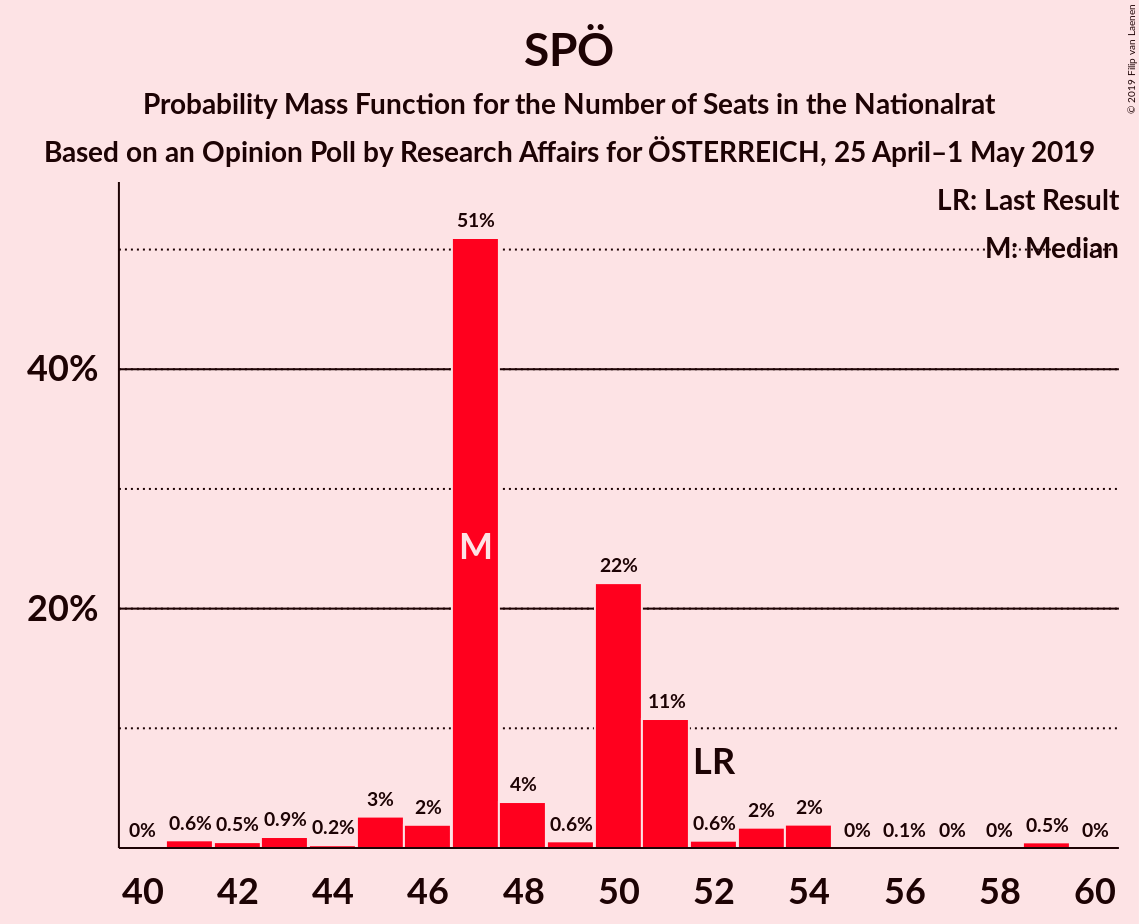 SPÖ
Probability Mass Function for the Number of Seats in the Nationalrat
Based on an Opinion Poll by Research Affairs for ÖSTERREICH, 25 April–1 May 2019
© 2019 Filip van Laenen
LR: Last Result
M: Median
40%
20%
0%
0.6%
0.5%
0.9%
0.2%
3%
2%
51%
M
4%
0.6%
22%
11%
LR
0.6%
2%
2%
0%
0.1%
0%
0%
0.5%
0%
40 42 44 46 48 50 52 54 56 58 60